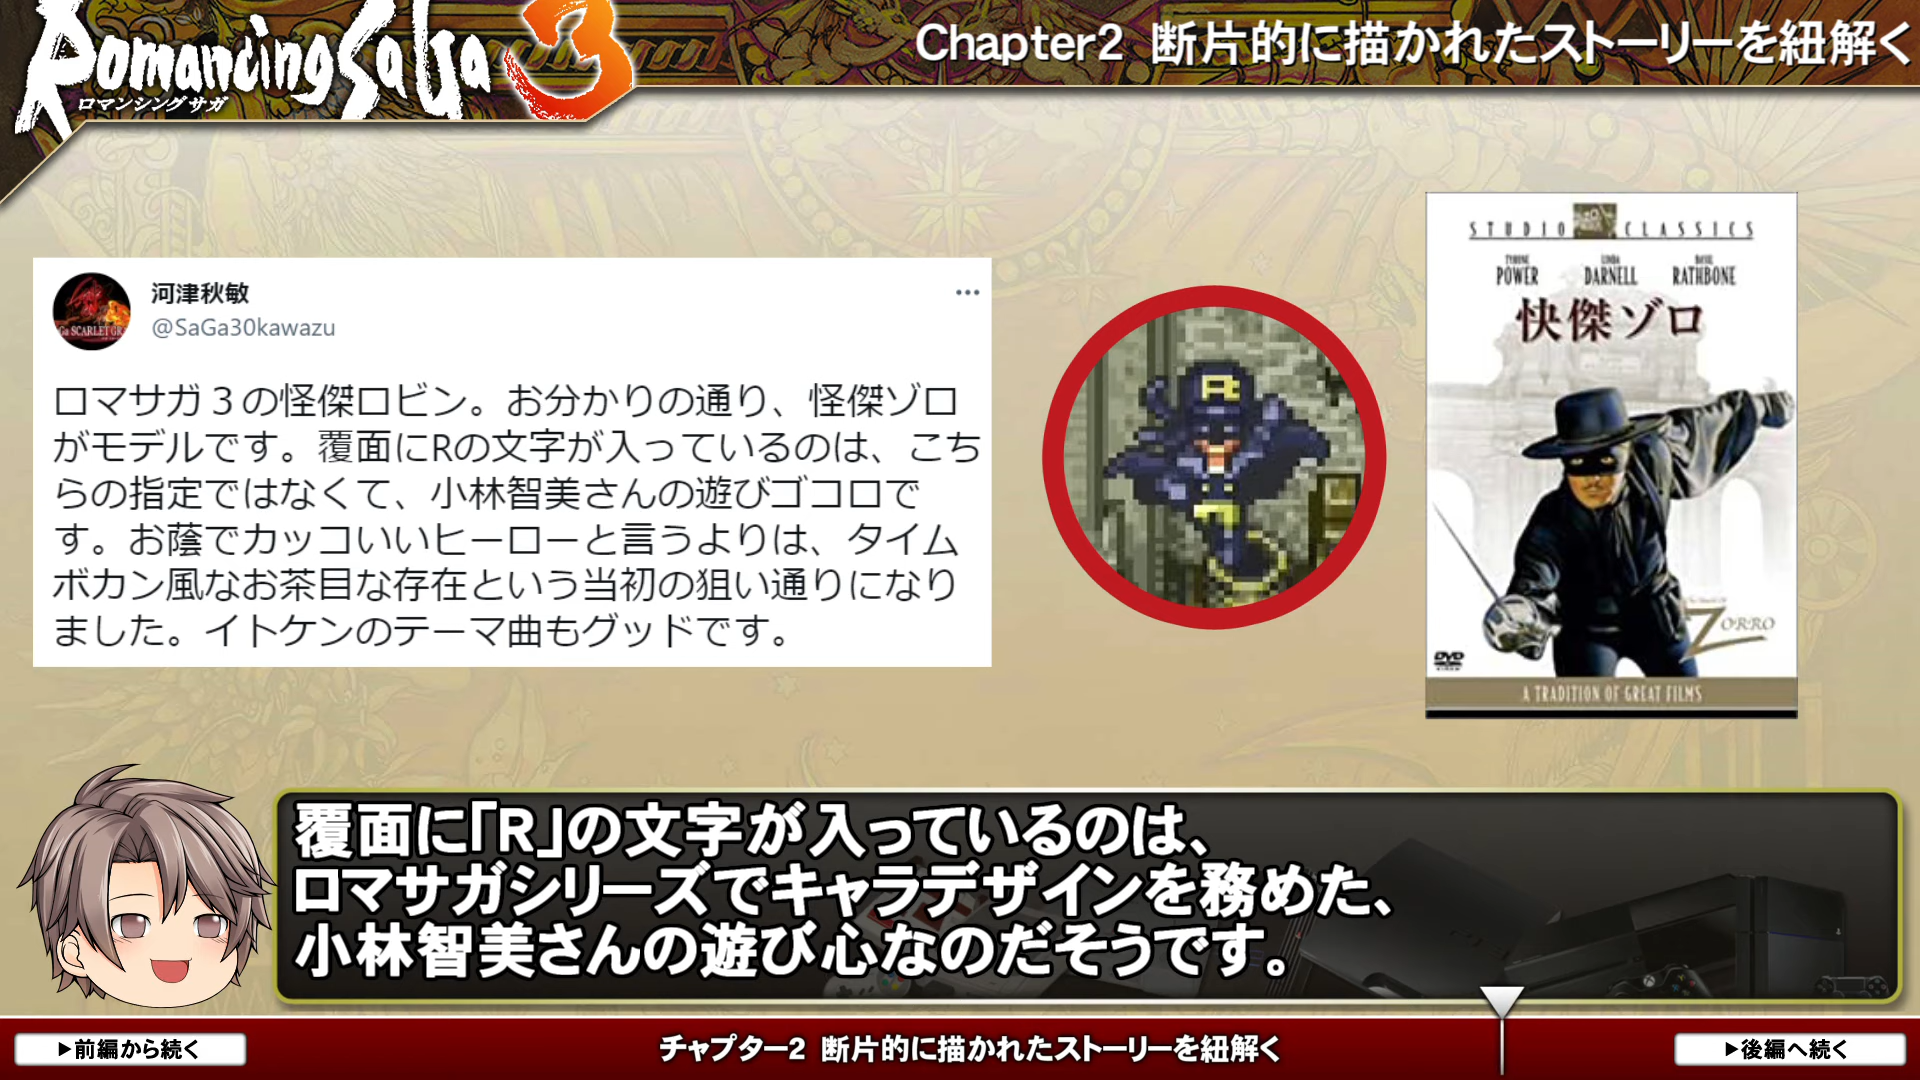 Romancing SaGa 3
ロマンシング サガ
Chapter2 断片的に描かれたストーリーを紐解く
河津秋敏
@SaGa30kawazu
ロマサガ３の怪傑ロビン。お分かりの通り、怪傑ゾロ
がモデルです。覆面にRの文字が入っているのは、こち
らの指定ではなくて、小林智美さんの遊びゴコロで
す。お蔭でカッコいいヒーローと言うよりは、タイム
ボカン風なお茶目な存在という当初の狙い通りになり
ました。イトケンのテーマ曲もグッドです。
R
STUDIO CLASSICS
TYRONE POWER LINDA DARNELL BASIL RATHBONE
快傑ゾロ
ZORRO
DVD
A TRADITION OF GREAT FILMS
覆面に「R」の文字が入っているのは、
ロマサガシリーズでキャラデザインを務めた、
小林智美さんの遊び心なのだそうです。
▶前編から続く
チャプター2 断片的に描かれたストーリーを紐解く
▶後編へ続く